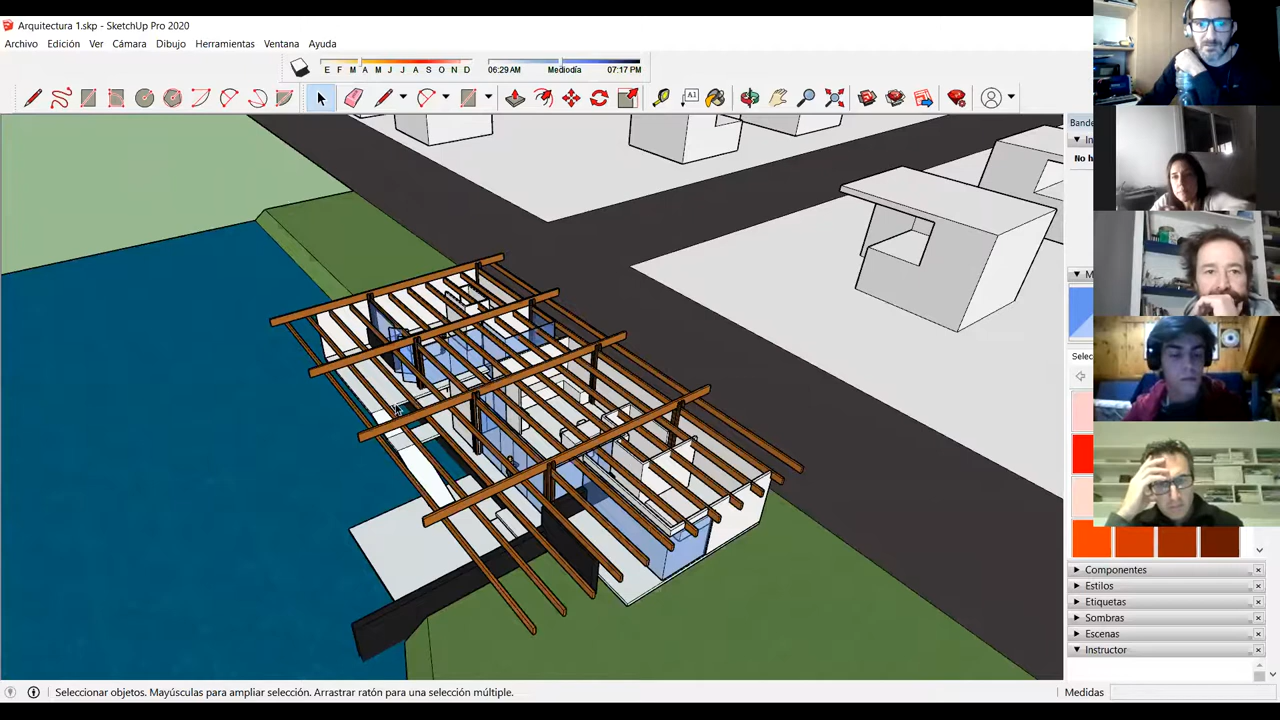 Arquitectura 1.skp - SketchUp Pro 2020
Archivo Edición Ver Cámara Dibujo Herramientas Ventana Ayuda
E F M A M J J A S O N D
06:29 AM Mediodía 07:17 PM
A1
Bande
In
No h
M
Selec
Componentes
Estilos
Etiquetas
Sombras
Escenas
Instructor
Seleccionar objetos. Mayúsculas para ampliar selección. Arrastrar ratón para una selección múltiple.
Medidas